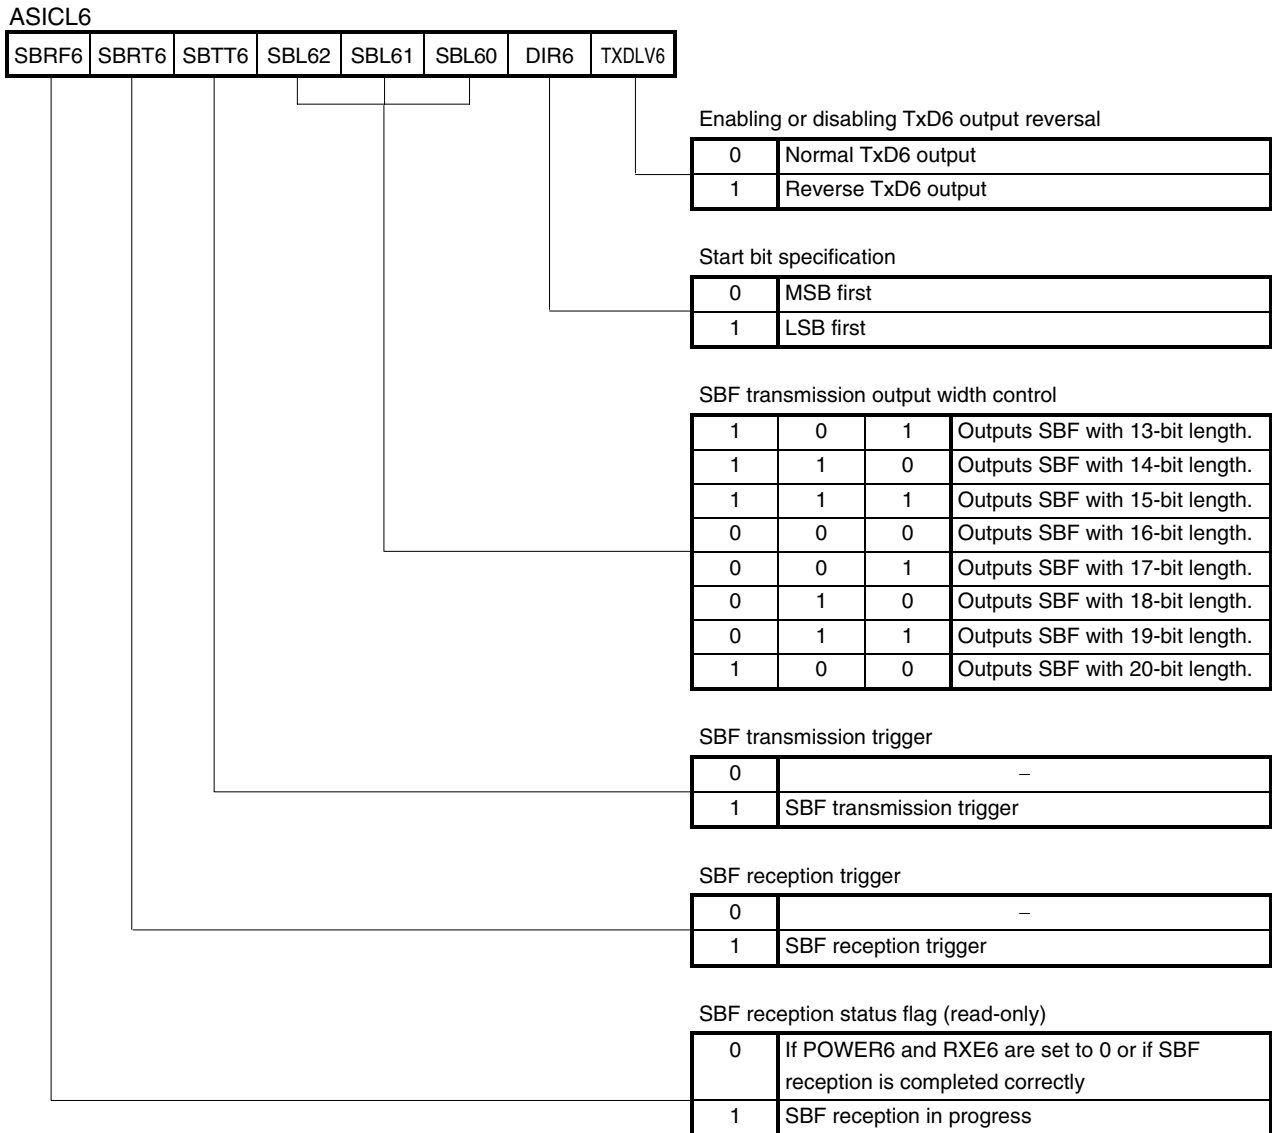 ASICL6
SBRF6 SBRT6 SBTT6 SBL62 SBL61 SBL60 DIR6 TXDLV6
Enabling or disabling TxD6 output reversal
0 Normal TxD6 output
1 Reverse TxD6 output
Start bit specification
0 MSB first
1 LSB first
SBF transmission output width control
1 0 1 Outputs SBF with 13-bit length.
1 1 0 Outputs SBF with 14-bit length.
1 1 1 Outputs SBF with 15-bit length.
0 0 0 Outputs SBF with 16-bit length.
0 0 1 Outputs SBF with 17-bit length.
0 1 0 Outputs SBF with 18-bit length.
0 1 1 Outputs SBF with 19-bit length.
1 0 0 Outputs SBF with 20-bit length.
SBF transmission trigger
0 –
1 SBF transmission trigger
SBF reception trigger
0 –
1 SBF reception trigger
SBF reception status flag (read-only)
0 If POWER6 and RXE6 are set to 0 or if SBF
reception is completed correctly
1 SBF reception in progress